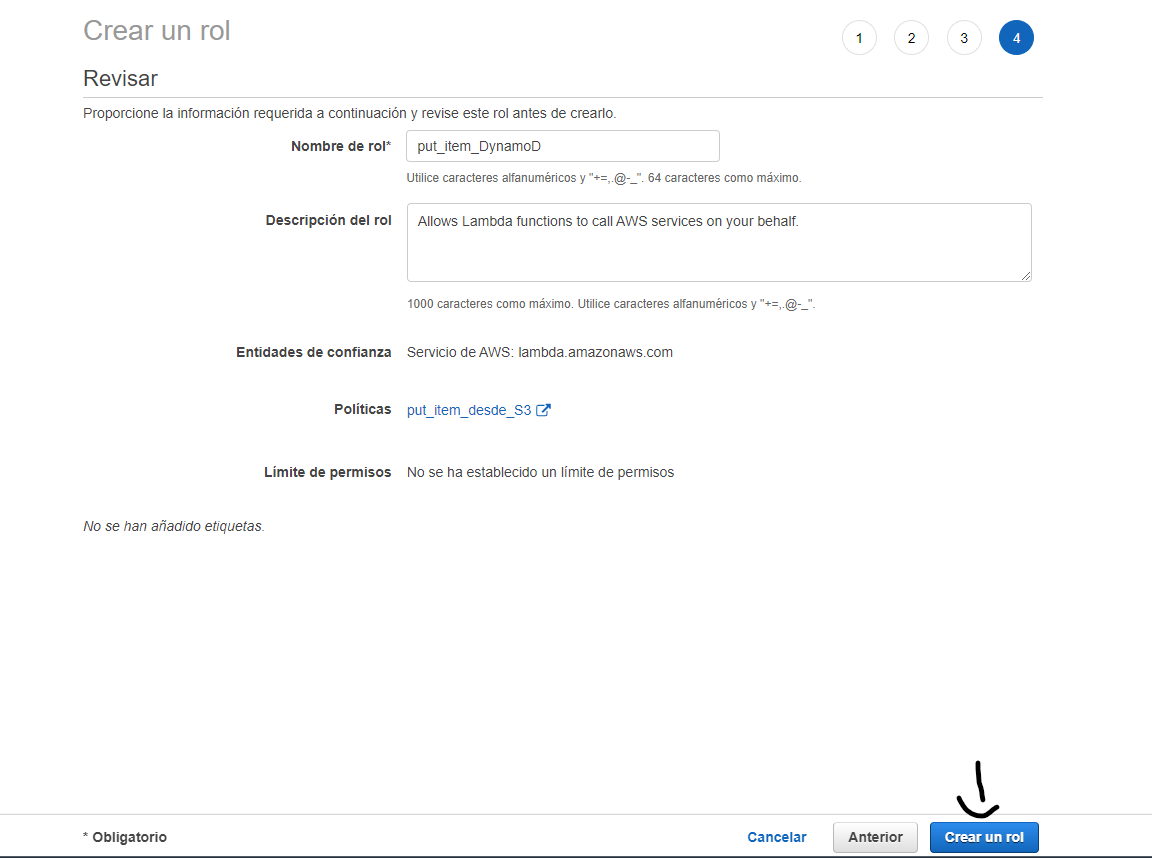 Crear un rol
1 2 3 4
Revisar
Proporcione la información requerida a continuación y revise este rol antes de crearlo.
Nombre de rol* put_item_DynamoD
Utilice caracteres alfanuméricos y "+=,.@-_". 64 caracteres como máximo.
Descripción del rol Allows Lambda functions to call AWS services on your behalf.
1000 caracteres como máximo. Utilice caracteres alfanuméricos y "+=,.@-_".
Entidades de confianza Servicio de AWS: lambda.amazonaws.com
Políticas put_item_desde_S3
Límite de permisos No se ha establecido un límite de permisos
No se han añadido etiquetas.
* Obligatorio Cancelar Anterior Crear un rol